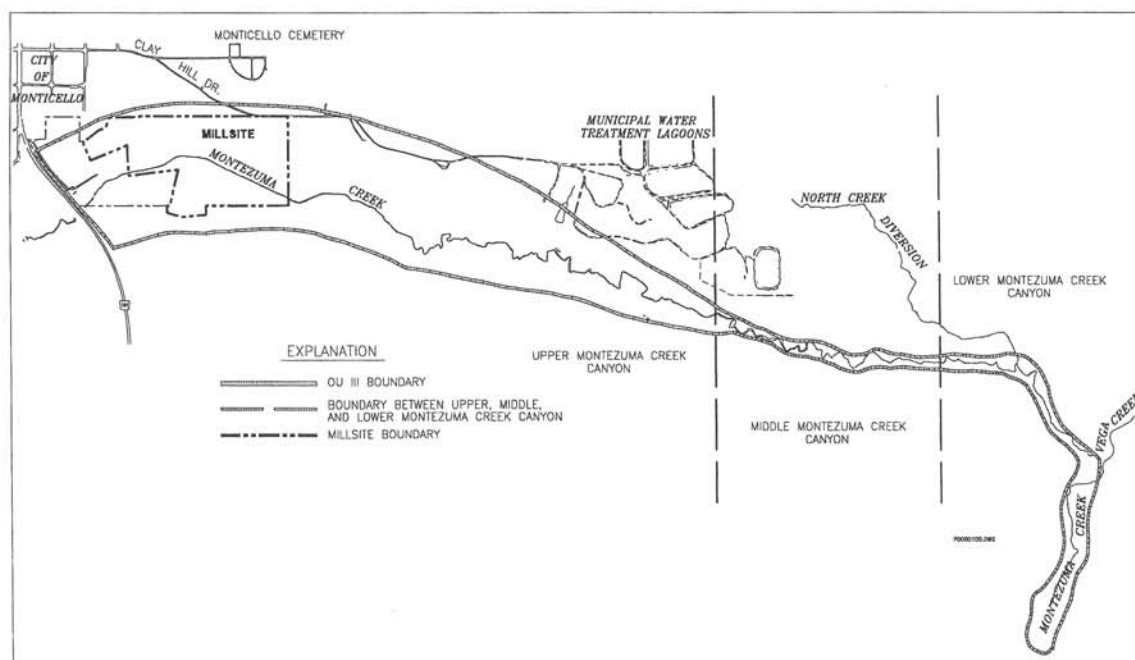 MONTICELLO CEMETERY
CLAY
HILL DR.
CITY
OF
MONTICELLO
MILLSITE
MONTEZUMA
CREEK
MUNICIPAL WATER
TREATMENT LAGOONS
NORTH CREEK
DIVERSION
LOWER MONTEZUMA CREEK
CANYON
UPPER MONTEZUMA CREEK
CANYON
MIDDLE MONTEZUMA CREEK
CANYON
VEGA CREEK
MONTEZUMA CREEK
EXPLANATION
OU III BOUNDARY
BOUNDARY BETWEEN UPPER, MIDDLE,
AND LOWER MONTEZUMA CREEK CANYON
MILLSITE BOUNDARY